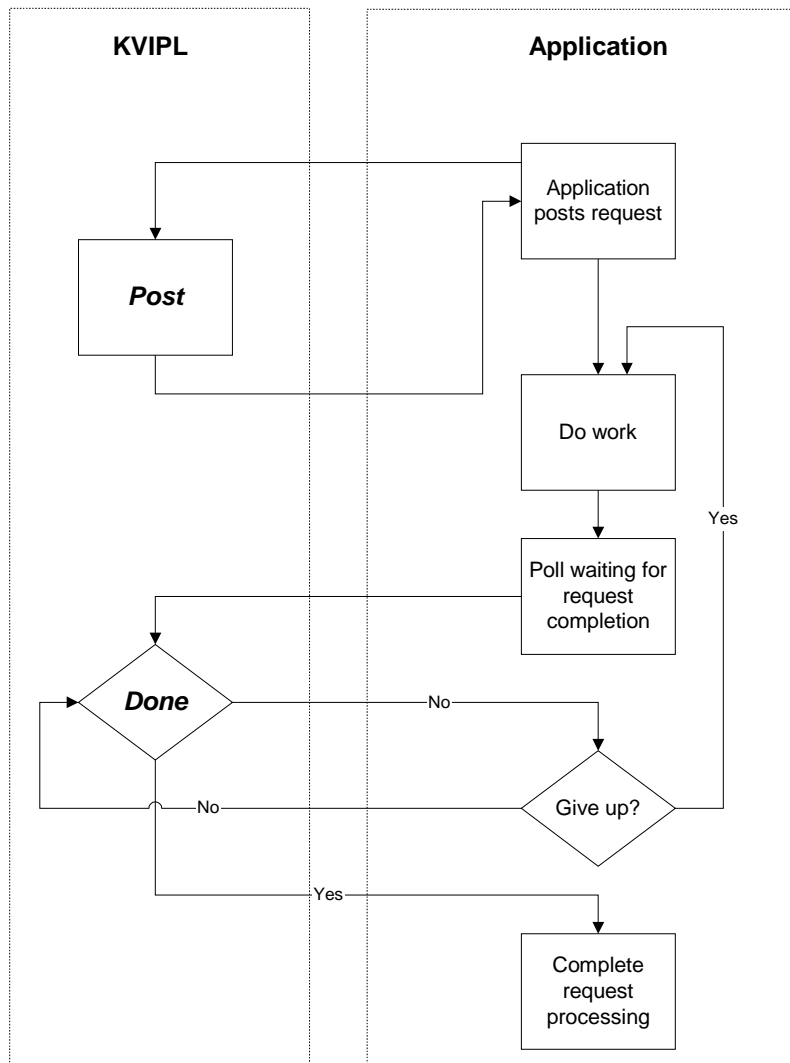 KVIPL
Application
Application
posts request
Post
Do work
Yes
Poll waiting for
request
completion
Done
No
Give up?
No
Yes
Complete
request
processing